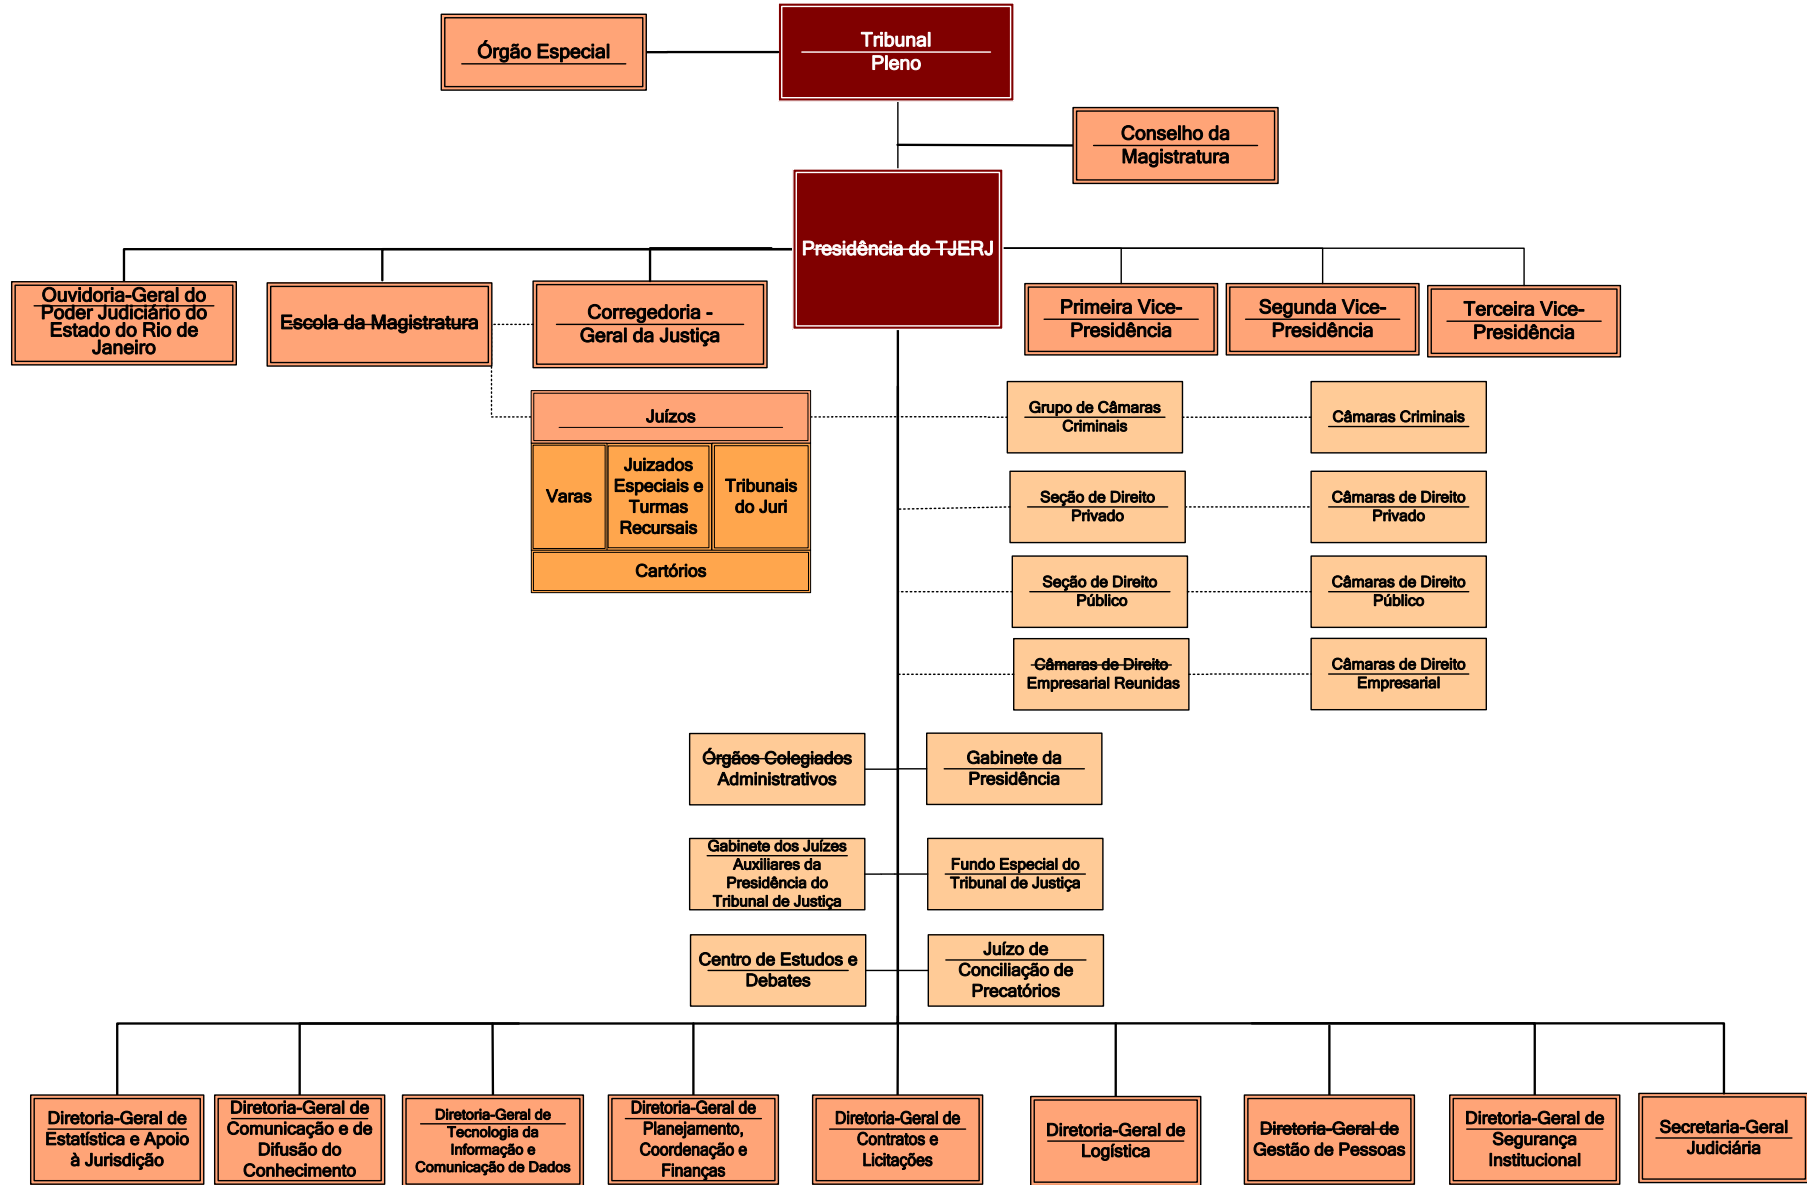 Órgão Especial
Tribunal
Pleno
Conselho da
Magistratura
Presidência do TJERJ
Ouvidoria-Geral do
Poder Judiciário do
Estado do Rio de
Janeiro
Escola da Magistratura
Corregedoria -
Geral da Justiça
Primeira Vice-
Presidência
Segunda Vice-
Presidência
Terceira Vice-
Presidência
Juízos
Varas
Juizados
Especiais e
Turmas
Recursais
Tribunais
do Juri
Cartórios
Grupo de Câmaras
Criminais
Câmaras Criminais
Seção de Direito
Privado
Câmaras de Direito
Privado
Seção de Direito
Público
Câmaras de Direito
Público
Câmaras de Direito
Empresarial Reunidas
Câmaras de Direito
Empresarial
Órgãos Colegiados
Administrativos
Gabinete da
Presidência
Gabinete dos Juízes
Auxiliares da
Presidência do
Tribunal de Justiça
Fundo Especial do
Tribunal de Justiça
Centro de Estudos e
Debates
Juízo de
Conciliação de
Precatórios
Diretoria-Geral de
Estatística e Apoio
à Jurisdição
Diretoria-Geral de
Comunicação e de
Difusão do
Conhecimento
Diretoria-Geral de
Tecnologia da
Informação e
Comunicação de Dados
Diretoria-Geral de
Planejamento,
Coordenação e
Finanças
Diretoria-Geral de
Contratos e
Licitações
Diretoria-Geral de
Logística
Diretoria-Geral de
Gestão de Pessoas
Diretoria-Geral de
Segurança
Institucional
Secretaria-Geral
Judiciária